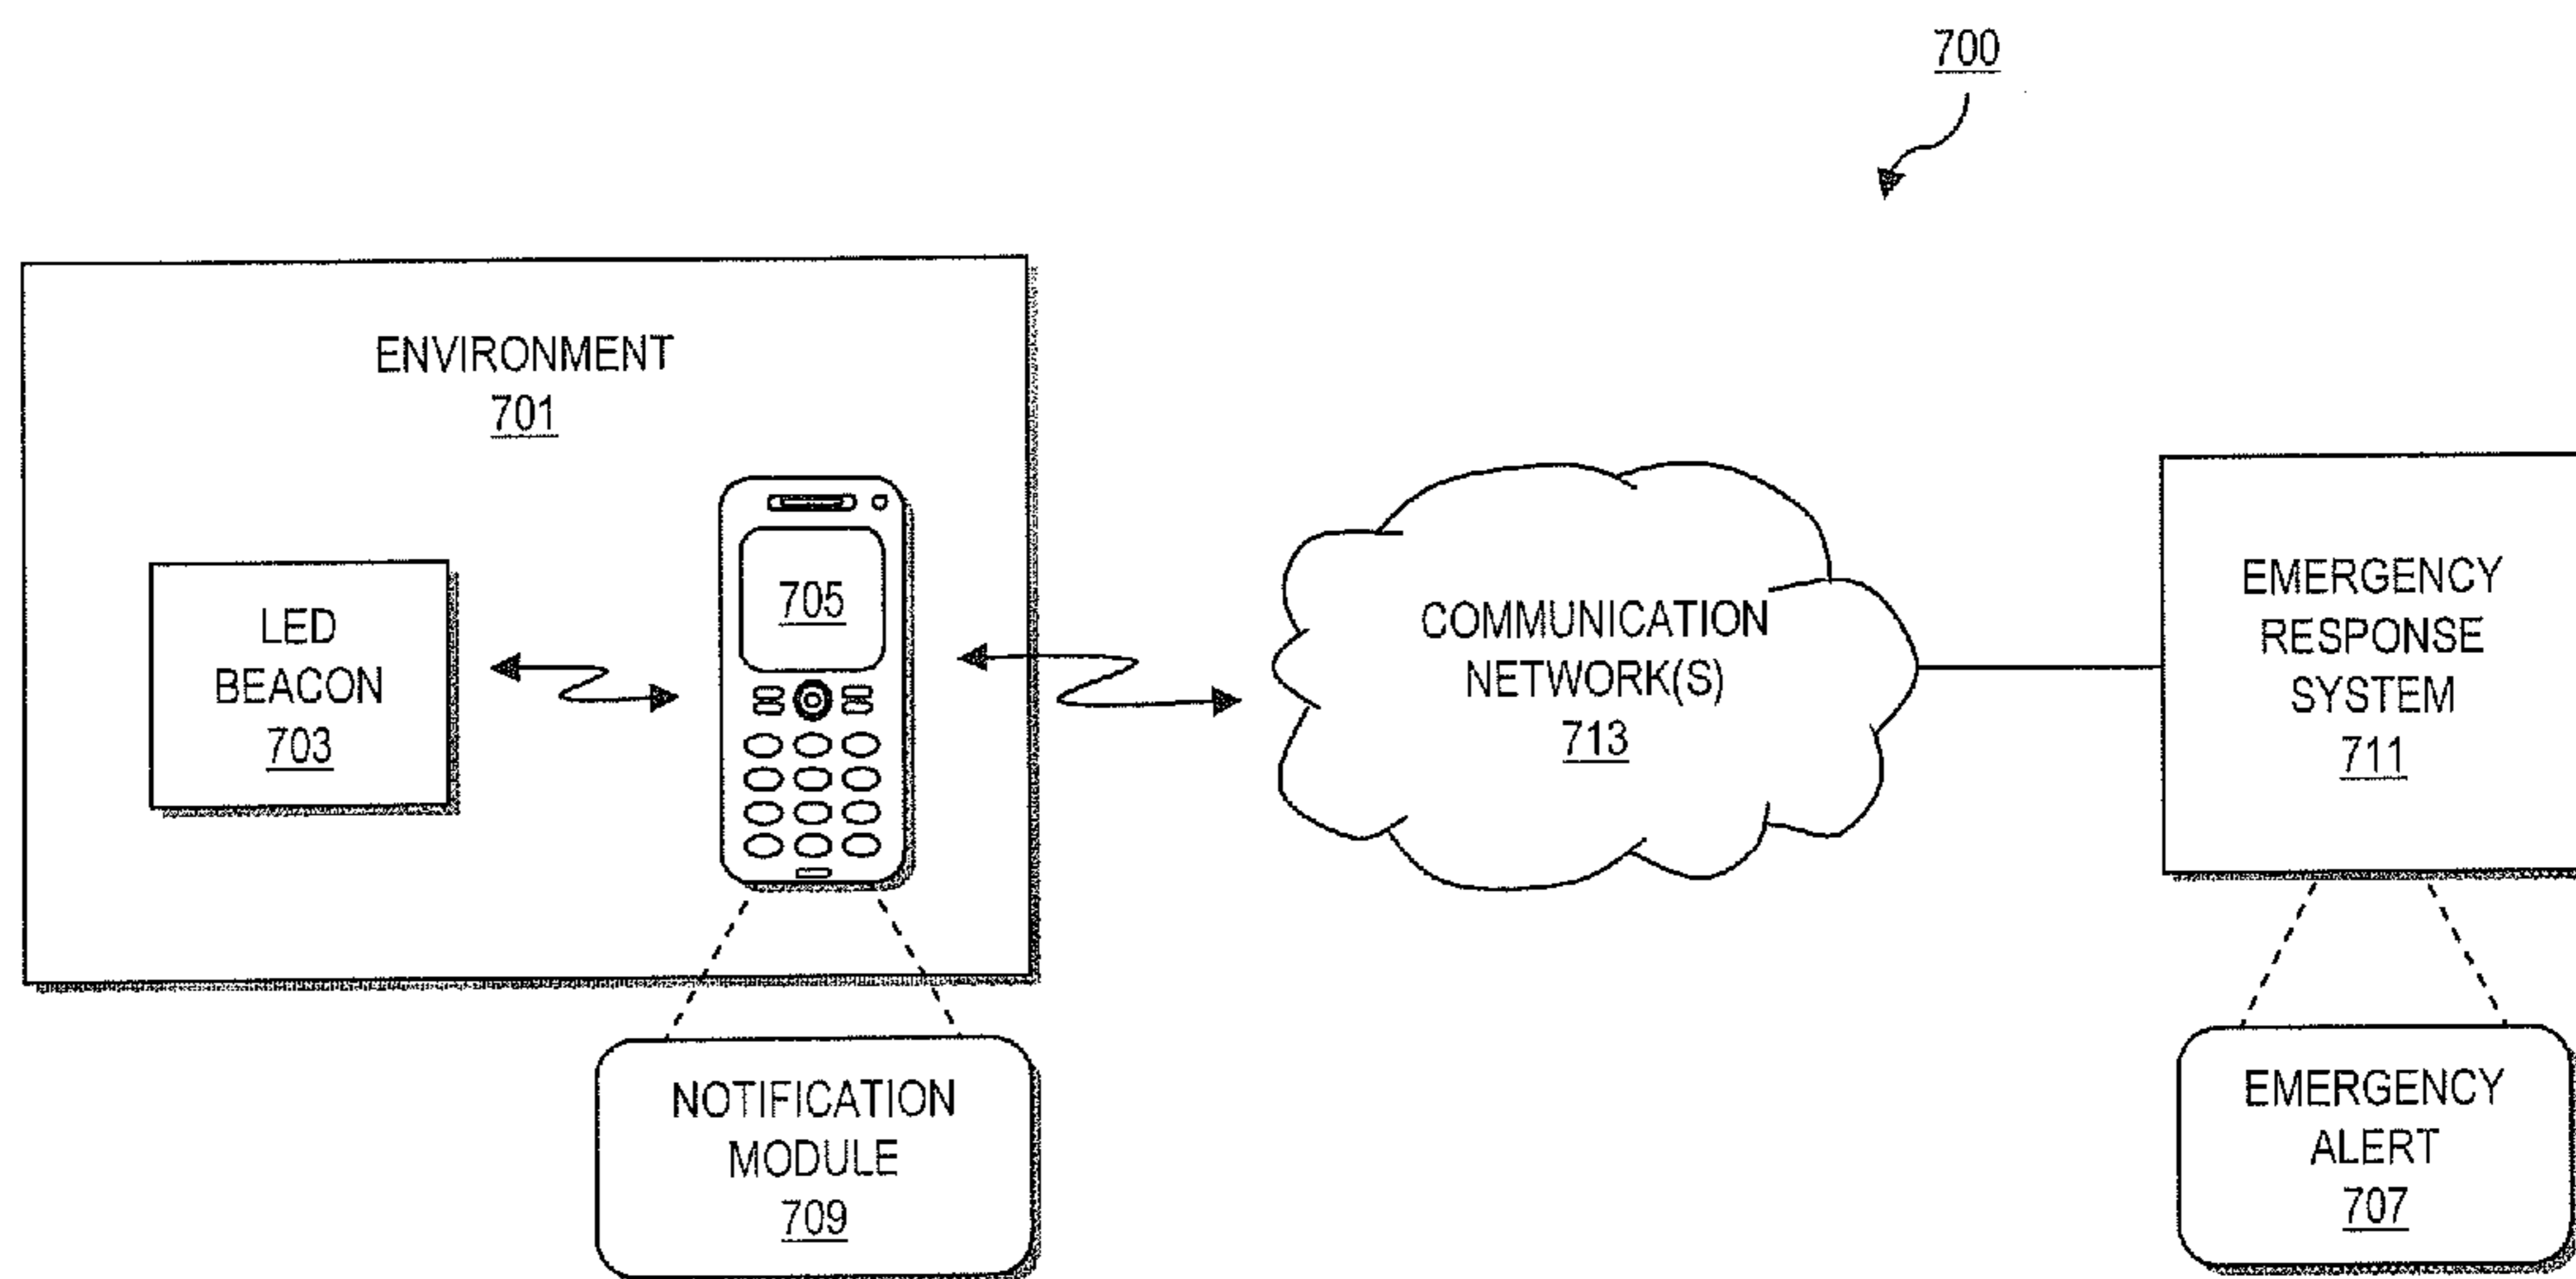 700
ENVIRONMENT
701
LED
BEACON
703
705
COMMUNICATION
NETWORK(S)
713
EMERGENCY
RESPONSE
SYSTEM
711
NOTIFICATION
MODULE
709
EMERGENCY
ALERT
707